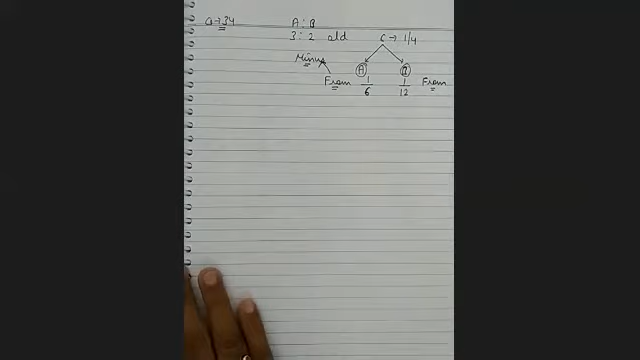 Q→34 A : B
3 : 2 old C → 1/4
Minus A B
From 1/6 1/12 From